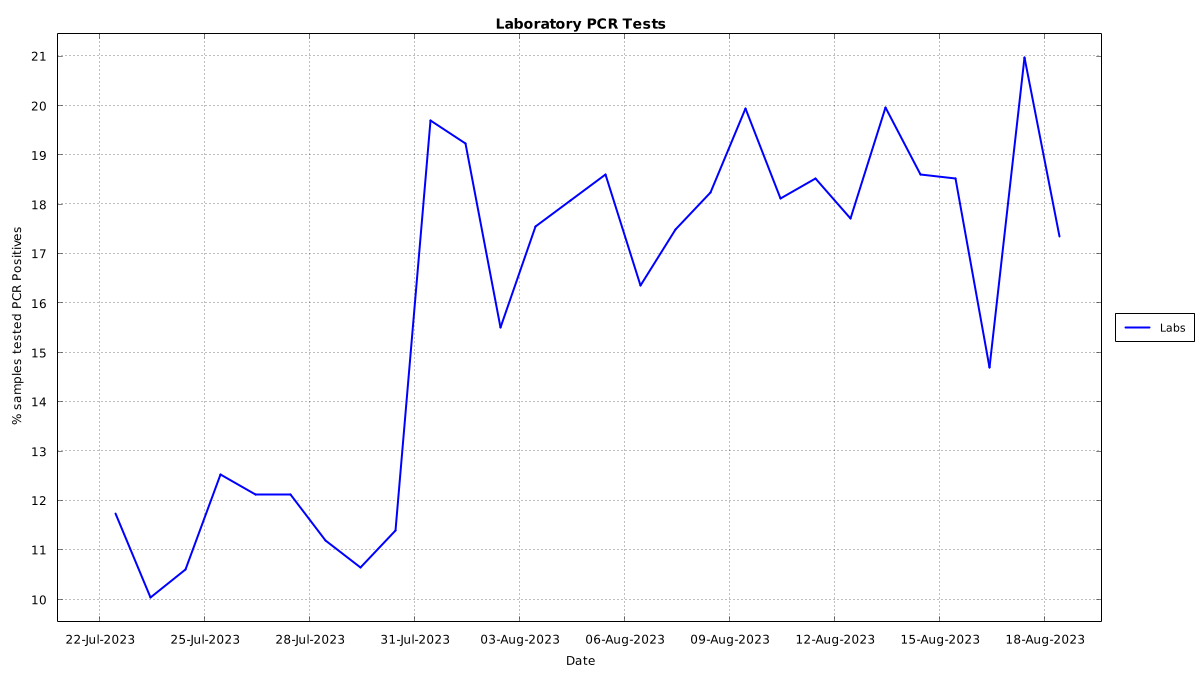 Laboratory PCR Tests
21
20
19
18
17
16
15
14
13
12
11
10
% samples tested PCR Positives
22-Jul-2023 25-Jul-2023 28-Jul-2023 31-Jul-2023 03-Aug-2023 06-Aug-2023 09-Aug-2023 12-Aug-2023 15-Aug-2023 18-Aug-2023
Date
Labs